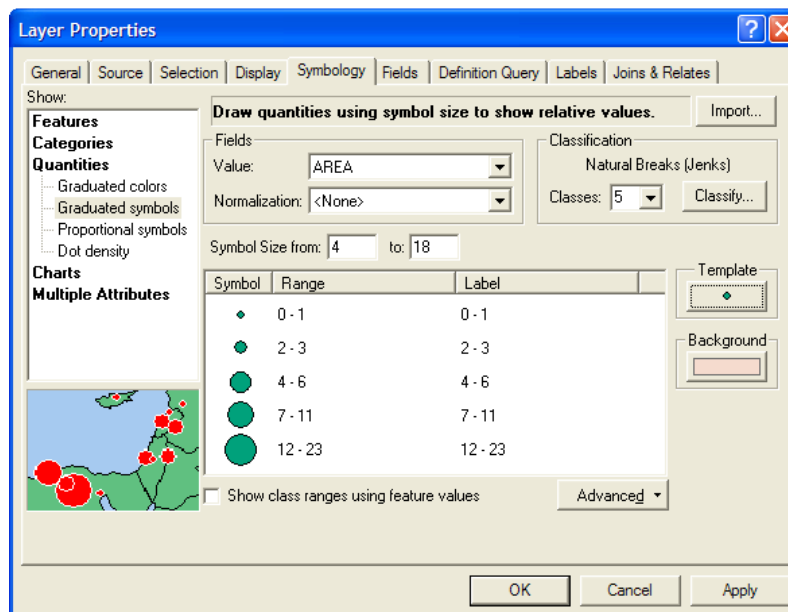 Layer Properties
General Source Selection Display Symbology Fields Definition Query Labels Joins & Relates
Show:
Features
Categories
Quantities
Graduated colors
Graduated symbols
Proportional symbols
Dot density
Charts
Multiple Attributes
Draw quantities using symbol size to show relative values.
Import...
Fields
Value: AREA
Normalization: <None>
Classification
Natural Breaks (Jenks)
Classes: 5 Classify...
Symbol Size from: 4 to: 18
Symbol Range Label
0 - 1 0 - 1
2 - 3 2 - 3
4 - 6 4 - 6
7 - 11 7 - 11
12 - 23 12 - 23
Template
Background
Show class ranges using feature values
Advanced
OK Cancel Apply